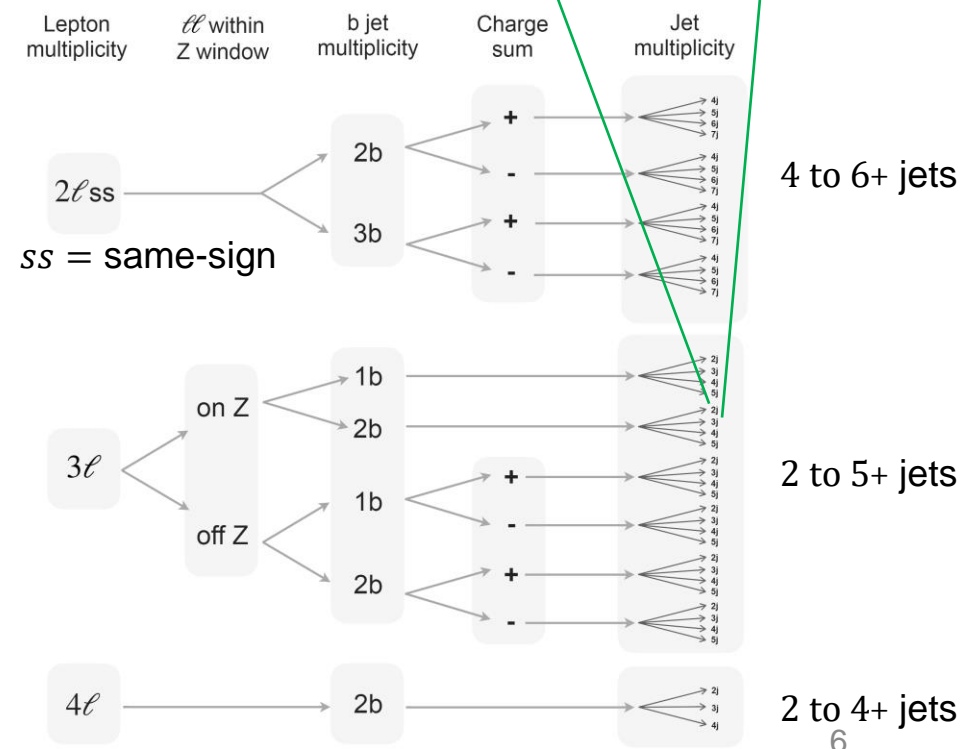 Lepton multiplicity
ℓℓ within Z window
b jet multiplicity
Charge sum
Jet multiplicity
2ℓ ss
ss = same-sign
2b
+
4j
5j
6j
7j
-
4j
5j
6j
7j
3b
+
4j
5j
6j
7j
-
4j
5j
6j
7j
4 to 6+ jets
3ℓ
on Z
1b
2j
3j
4j
5j
2b
2j
3j
4j
5j
off Z
1b
+
2j
3j
4j
5j
-
2j
3j
4j
5j
2b
+
2j
3j
4j
5j
-
2j
3j
4j
5j
2 to 5+ jets
4ℓ
2b
2j
3j
4j
2 to 4+ jets
6